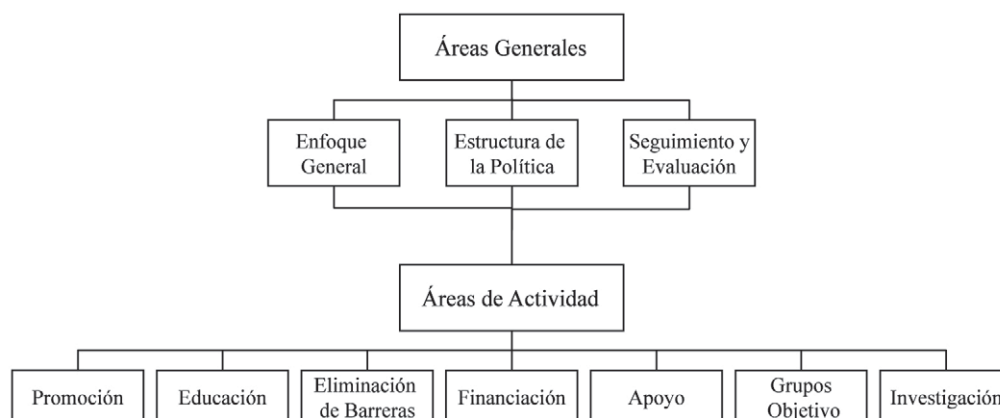 Áreas Generales
Enfoque
General
Estructura de
la Política
Seguimiento y
Evaluación
Áreas de Actividad
Promoción
Educación
Eliminación
de Barreras
Financiación
Apoyo
Grupos
Objetivo
Investigación